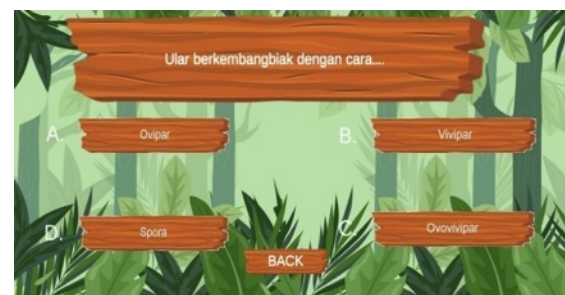 Ular berkembangbiak dengan cara....
A. Ovipar
B. Vivipar
D. Spora
C. Ovovivipar
BACK